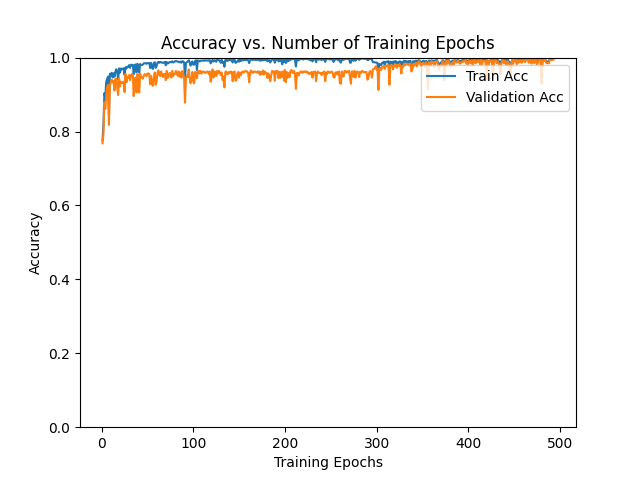 Accuracy vs. Number of Training Epochs
1.0
0.8
0.6
0.4
0.2
0.0
Accuracy
Train Acc
Validation Acc
0 100 200 300 400 500
Training Epochs